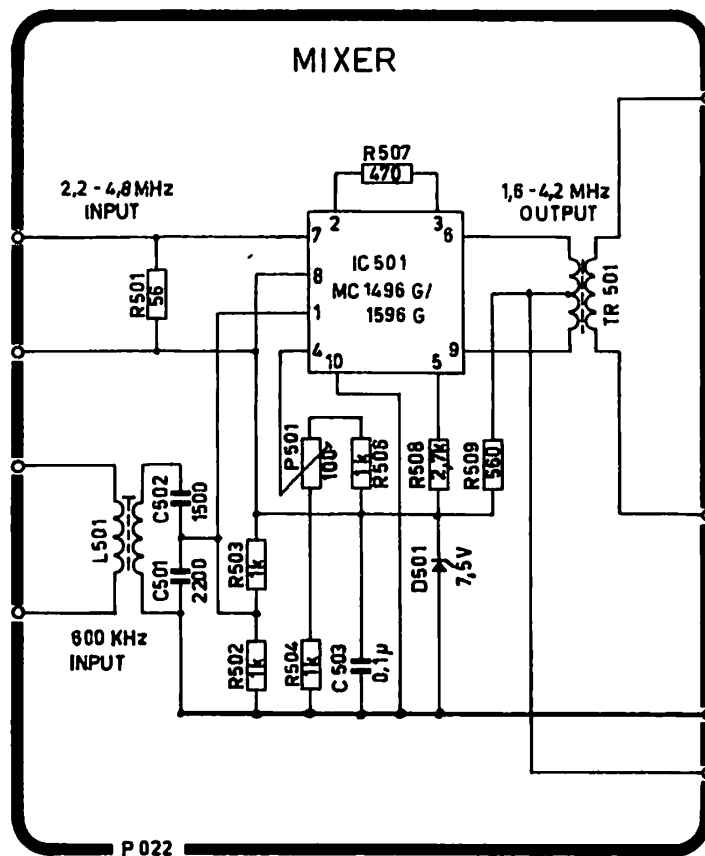 MIXER
R507
470
2,2 - 4,8 MHz
INPUT
1,6 - 4,2 MHz
OUTPUT
2
3
7
6
IC 501
8
MC 1496 G/
1596 G
1
4
10
5
9
R501
56
TR 501
P501
100
1k
R506
R508
2,7k
R509
560
C502
1500
L501
C501
2200
R503
1k
D501
7,5V
600 KHz
INPUT
R502
1k
R504
1k
C 503
0,1µ
P 022